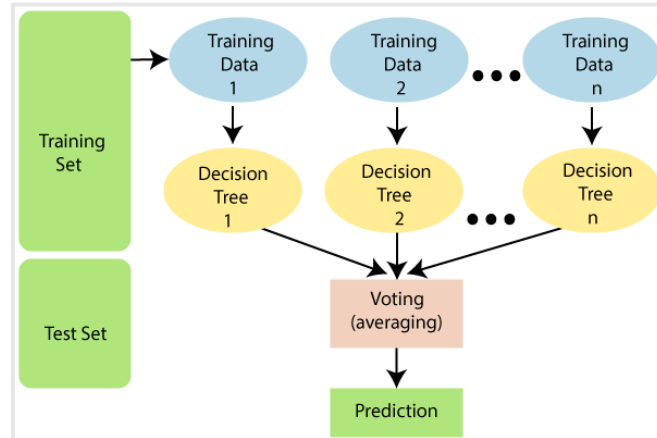 Training
Set
Test Set
Training
Data
1
Training
Data
2
Training
Data
n
Decision
Tree
1
Decision
Tree
2
Decision
Tree
n
Voting
(averaging)
Prediction